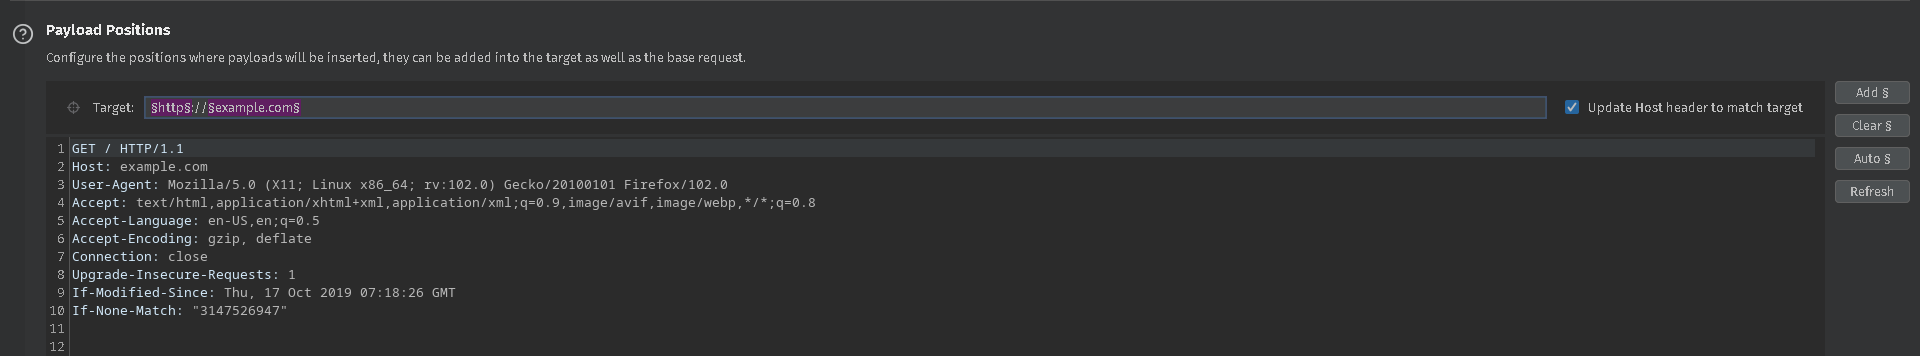 Payload Positions
Configure the positions where payloads will be inserted, they can be added into the target as well as the base request.
Target: §http§://§example.com§ Update Host header to match target
Add §
Clear §
Auto §
Refresh
1 GET / HTTP/1.1
2 Host: example.com
3 User-Agent: Mozilla/5.0 (X11; Linux x86_64; rv:102.0) Gecko/20100101 Firefox/102.0
4 Accept: text/html,application/xhtml+xml,application/xml;q=0.9,image/avif,image/webp,*/*;q=0.8
5 Accept-Language: en-US,en;q=0.5
6 Accept-Encoding: gzip, deflate
7 Connection: close
8 Upgrade-Insecure-Requests: 1
9 If-Modified-Since: Thu, 17 Oct 2019 07:18:26 GMT
10 If-None-Match: "3147526947"
11
12